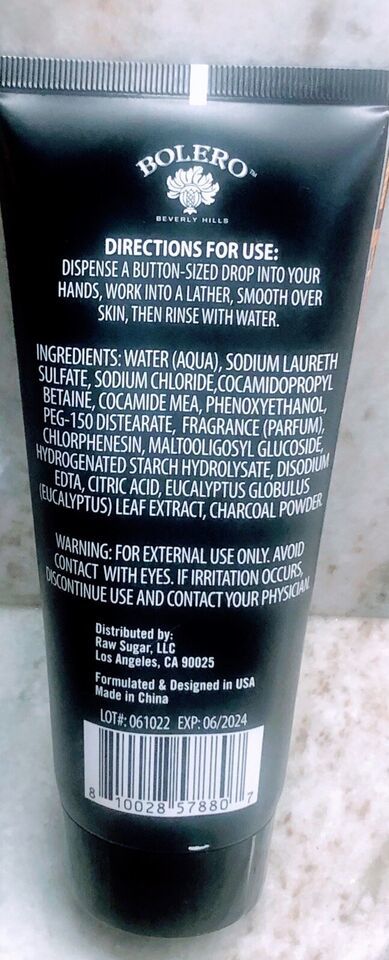 BOLERO™
BEVERLY HILLS
DIRECTIONS FOR USE:
DISPENSE A BUTTON-SIZED DROP INTO YOUR
HANDS, WORK INTO A LATHER, SMOOTH OVER
SKIN, THEN RINSE WITH WATER.
INGREDIENTS: WATER (AQUA), SODIUM LAURETH
SULFATE, SODIUM CHLORIDE, COCAMIDOPROPYL
BETAINE, COCAMIDE MEA, PHENOXYETHANOL,
PEG-150 DISTEARATE, FRAGRANCE (PARFUM),
CHLORPHENESIN, MALTOOLIGOSYL GLUCOSIDE,
HYDROGENATED STARCH HYDROLYSATE, DISODIUM
EDTA, CITRIC ACID, EUCALYPTUS GLOBULUS
(EUCALYPTUS) LEAF EXTRACT, CHARCOAL POWDER.
WARNING: FOR EXTERNAL USE ONLY. AVOID
CONTACT WITH EYES. IF IRRITATION OCCURS,
DISCONTINUE USE AND CONTACT YOUR PHYSICIAN.
Distributed by:
Raw Sugar, LLC
Los Angeles, CA 90025
Formulated & Designed in USA
Made in China
LOT#: 061022 EXP: 06/2024
8 10028 57880 7